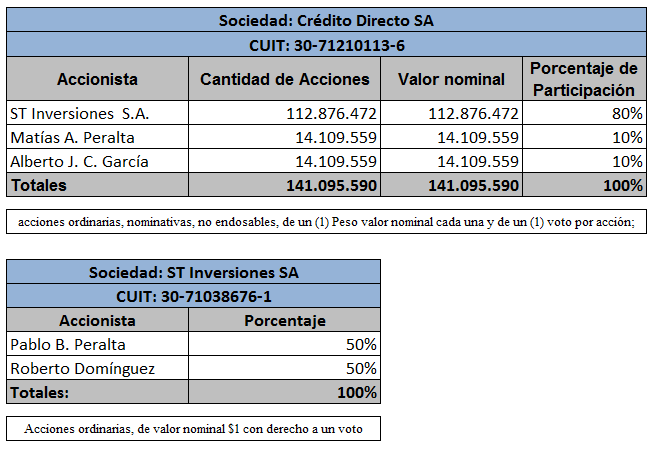 Sociedad: Crédito Directo SA
CUIT: 30-71210113-6
Accionista Cantidad de Acciones Valor nominal Porcentaje de Participación
ST Inversiones S.A. 112.876.472 112.876.472 80%
Matías A. Peralta 14.109.559 14.109.559 10%
Alberto J. C. García 14.109.559 14.109.559 10%
Totales 141.095.590 141.095.590 100%
acciones ordinarias, nominativas, no endosables, de un (1) Peso valor nominal cada una y de un (1) voto por acción;
Sociedad: ST Inversiones SA
CUIT: 30-71038676-1
Accionista Porcentaje
Pablo B. Peralta 50%
Roberto Domínguez 50%
Totales: 100%
Acciones ordinarias, de valor nominal $1 con derecho a un voto